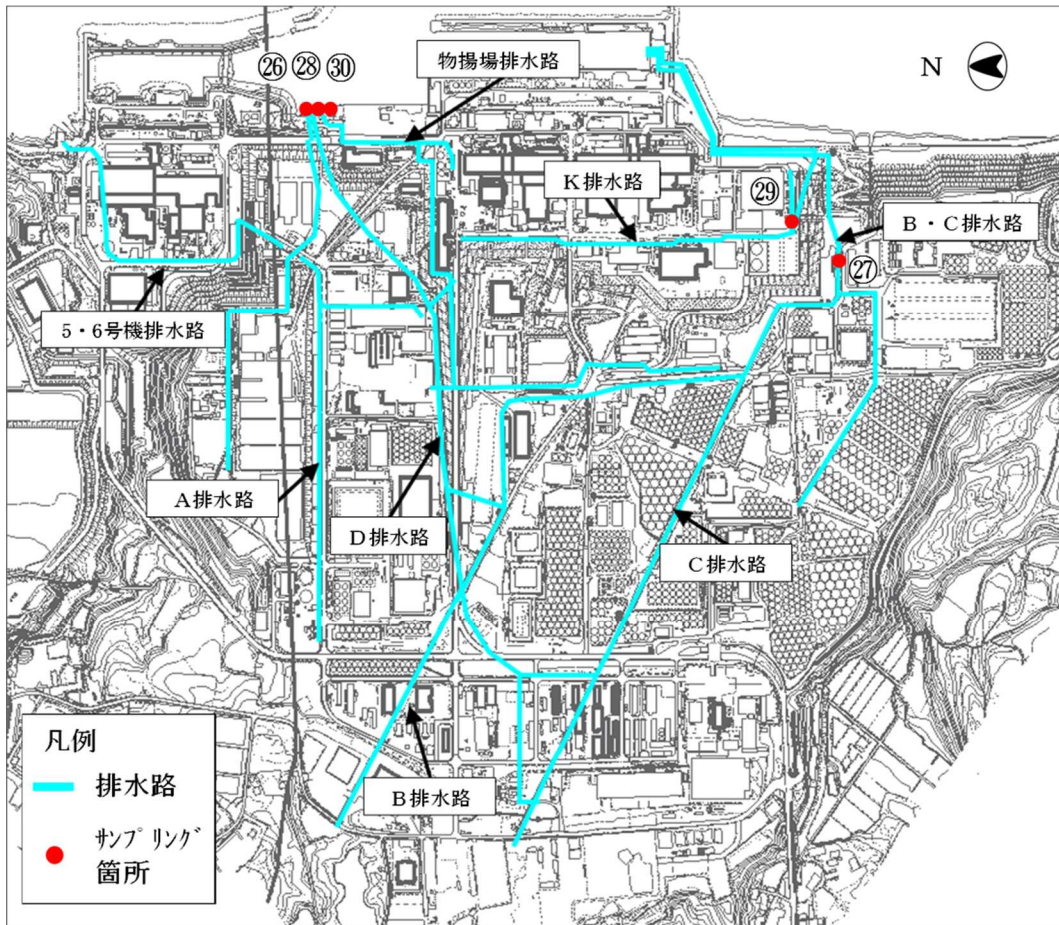 ㉖㉘㉚
物揚場排水路
N
K排水路
㉙
B・C排水路
㉗
5・6号機排水路
A排水路
D排水路
C排水路
B排水路
凡例
排水路
ｻﾝﾌﾟﾘﾝｸﾞ
箇所